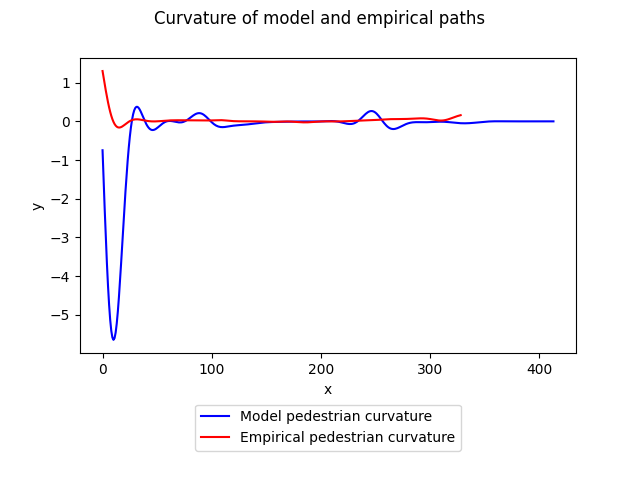 Curvature of model and empirical paths
1
0
−1
−2
−3
−4
−5
y
0 100 200 300 400
x
Model pedestrian curvature
Empirical pedestrian curvature